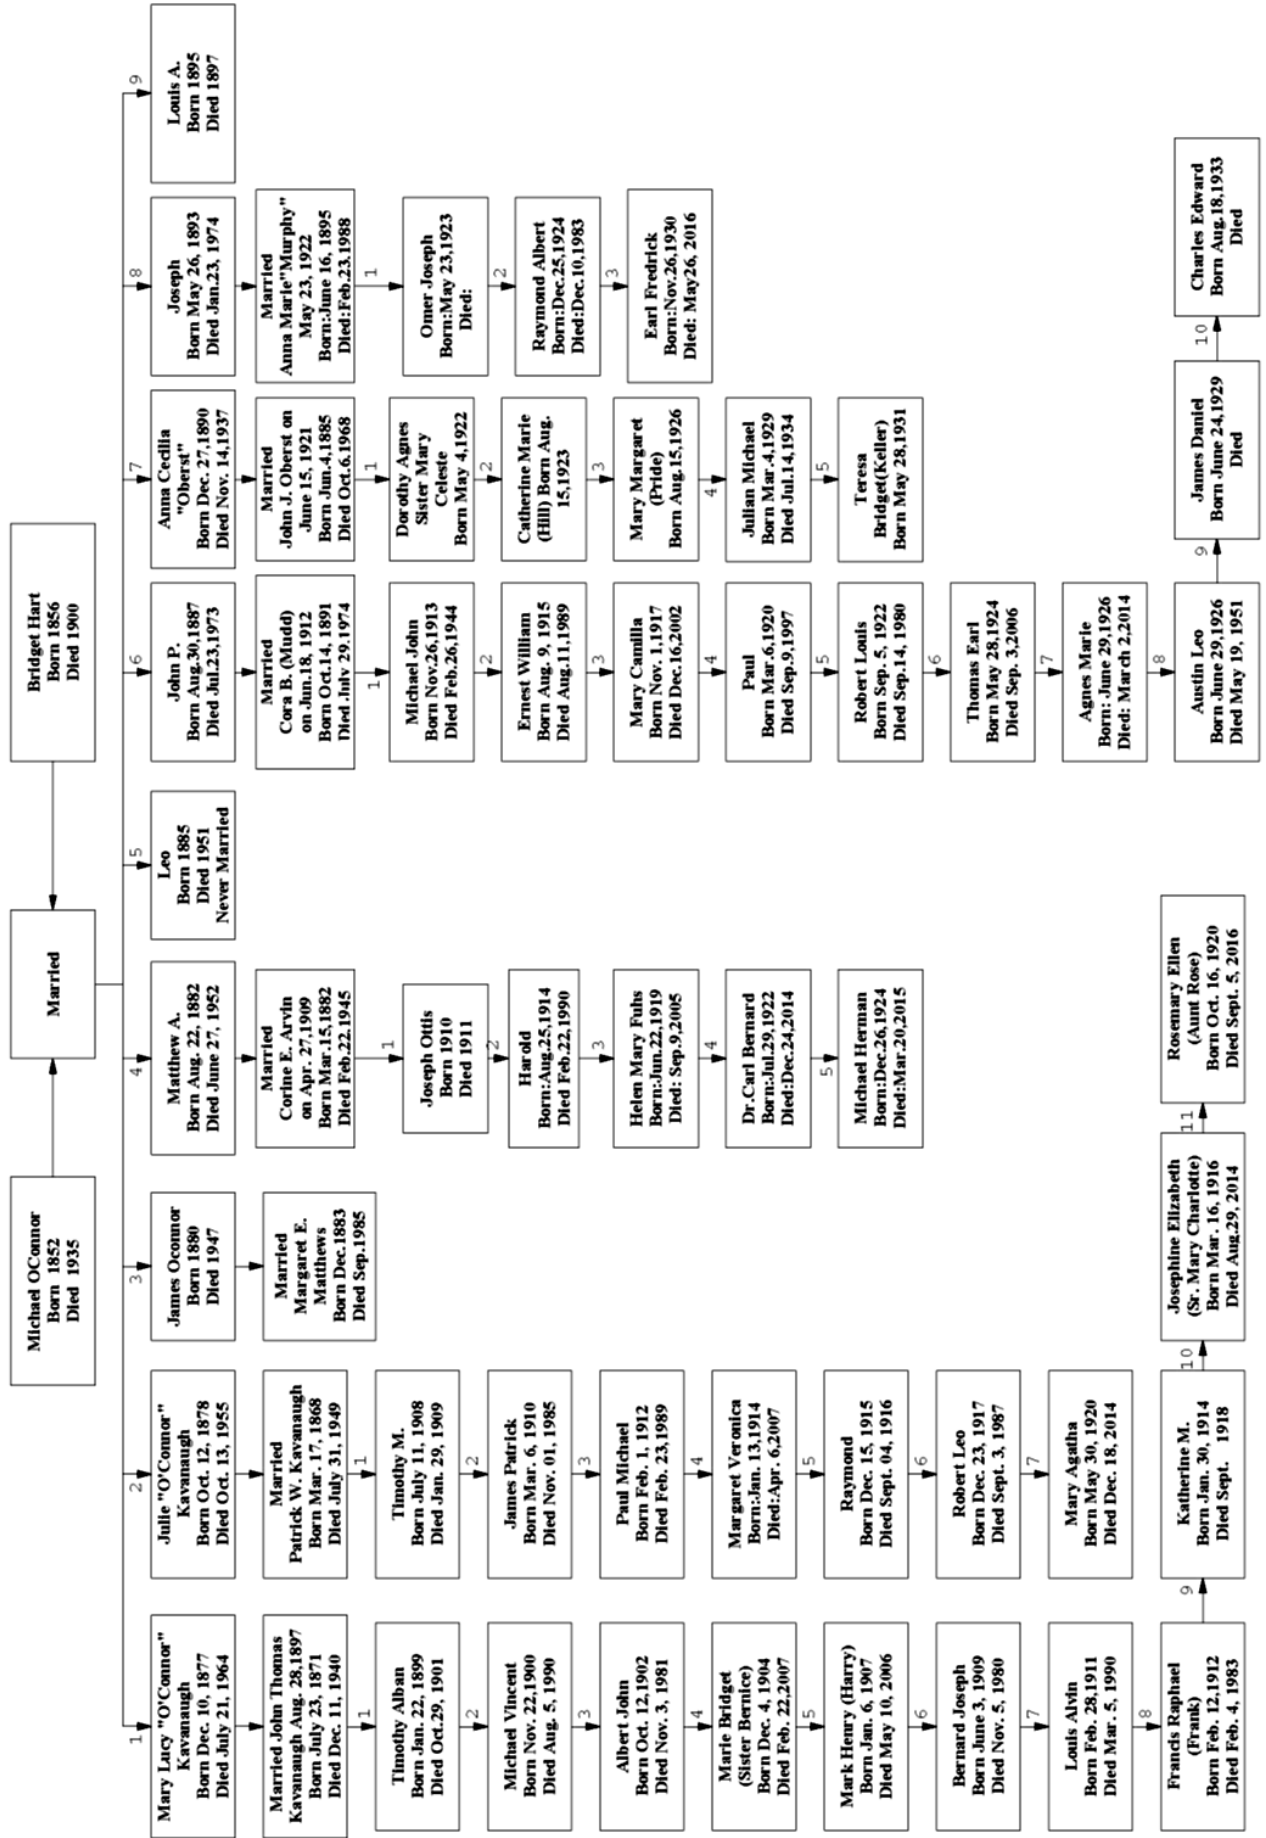 Michael OConnor
Born 1852
Died 1935
Married
Bridget Hart
Born 1856
Died 1900
1
Mary Lucy "O'Connor"
Kavanaugh
Born Dec. 10, 1877
Died July 21, 1964
Married John Thomas
Kavanaugh Aug. 28,1897
Born July 23, 1871
Died Dec. 11, 1940
1
Timothy Alban
Born Jan. 22, 1899
Died Oct.29, 1901
2
Michael Vincent
Born Nov. 22,1900
Died Aug. 5, 1990
3
Albert John
Born Oct. 12,1902
Died Nov. 3, 1981
4
Marie Bridget
(Sister Bernice)
Born Dec. 4, 1904
Died Feb. 22,2007
5
Mark Henry (Harry)
Born Jan. 6, 1907
Died May 10, 2006
6
Bernard Joseph
Born June 3, 1909
Died Nov. 5, 1980
7
Louis Alvin
Born Feb. 28,1911
Died Mar. 5, 1990
8
Francis Raphael
(Frank)
Born Feb. 12,1912
Died Feb. 4, 1983
9
Katherine M.
Born Jan. 30, 1914
Died Sept. 1918
10
Josephine Elizabeth
(Sr. Mary Charlotte)
Born Mar. 16, 1916
Died Aug.29, 2014
11
Rosemary Ellen
(Aunt Rose)
Born Oct. 16, 1920
Died Sept. 5, 2016
2
Julie "O'Connor"
Kavanaugh
Born Oct. 12, 1878
Died Oct. 13, 1955
Married
Patrick W. Kavanaugh
Born Mar. 17, 1868
Died July 31, 1949
1
Timothy M.
Born July 11, 1908
Died Jan. 29, 1909
2
James Patrick
Born Mar. 6, 1910
Died Nov. 01, 1985
3
Paul Michael
Born Feb. 1, 1912
Died Feb. 23,1989
4
Margaret Veronica
Born:Jan. 13,1914
Died:Apr. 6,2007
5
Raymond
Born Dec. 15, 1915
Died Sept. 04, 1916
6
Robert Leo
Born Dec. 23, 1917
Died Sept. 3, 1987
7
Mary Agatha
Born May 30, 1920
Died Dec. 18, 2014
3
James Oconnor
Born 1880
Died 1947
Married
Margaret E.
Matthews
Born Dec.1883
Died Sep.1985
4
Matthew A.
Born Aug. 22, 1882
Died June 27, 1952
Married
Corine E. Arvin
on Apr. 27,1909
Born Mar.15,1882
Died Feb.22,1945
1
Joseph Ottis
Born 1910
Died 1911
2
Harold
Born:Aug.25,1914
Died Feb.22,1990
3
Helen Mary Fuhs
Born:Jun.22,1919
Died: Sep.9,2005
4
Dr.Carl Bernard
Born:Jul.29,1922
Died:Dec.24,2014
5
Michael Herman
Born:Dec.26,1924
Died:Mar.20,2015
5
Leo
Born 1885
Died 1951
Never Married
6
John P.
Born Aug.30,1887
Died Jul.23,1973
Married
Cora B. (Mudd)
on Jun.18, 1912
Born Oct.14, 1891
Died July 29,1974
1
Michael John
Born Nov.26,1913
Died Feb.26,1944
2
Ernest William
Born Aug. 9, 1915
Died Aug.11,1989
3
Mary Camilla
Born Nov. 1,1917
Died Dec.16,2002
4
Paul
Born Mar.6,1920
Died Sep.9,1997
5
Robert Louis
Born Sep. 5, 1922
Died Sep.14, 1980
6
Thomas Earl
Born May 28,1924
Died Sep. 3,2006
7
Agnes Marie
Born: June 29,1926
Died: March 2,2014
8
Austin Leo
Born June 29,1926
Died May 19, 1951
9
James Daniel
Born June 24,1929
Died
10
Charles Edward
Born Aug.18,1933
Died
7
Anna Cecilia
"Oberst"
Born Dec. 27,1890
Died Nov. 14,1937
Married
John J. Oberst on
June 15, 1921
Born Jun.4,1885
Died Oct.6,1968
1
Dorothy Agnes
Sister Mary
Celeste
Born May 4,1922
2
Catherine Marie
(Hill) Born Aug.
15,1923
3
Mary Margaret
(Pride)
Born Aug.15,1926
4
Julian Michael
Born Mar.4,1929
Died Jul.14,1934
5
Teresa
Bridget(Keller)
Born May 28,1931
8
Joseph
Born May 26, 1893
Died Jan.23, 1974
Married
Anna Marie"Murphy"
May 23, 1922
Born:June 16, 1895
Died:Feb.23,1988
1
Omer Joseph
Born:May 23,1923
Died:
2
Raymond Albert
Born:Dec.25,1924
Died:Dec.10,1983
3
Earl Fredrick
Born:Nov.26,1930
Died: May26, 2016
9
Louis A.
Born 1895
Died 1897